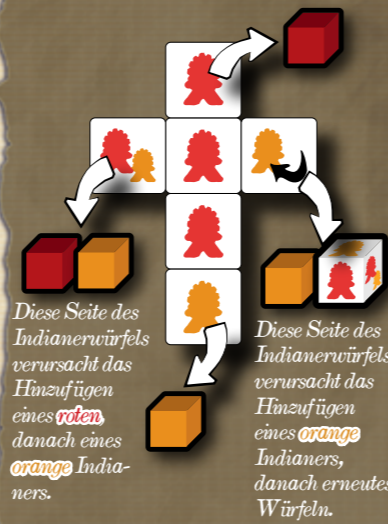 Diese Seite des
Indianerwürfels
verursacht das
Hinzufügen
eines roten,
danach eines
orange India-
ners.
Diese Seite des
Indianerwürfels
verursacht das
Hinzufügen
eines orange
Indianers,
danach erneutes
Würfeln.